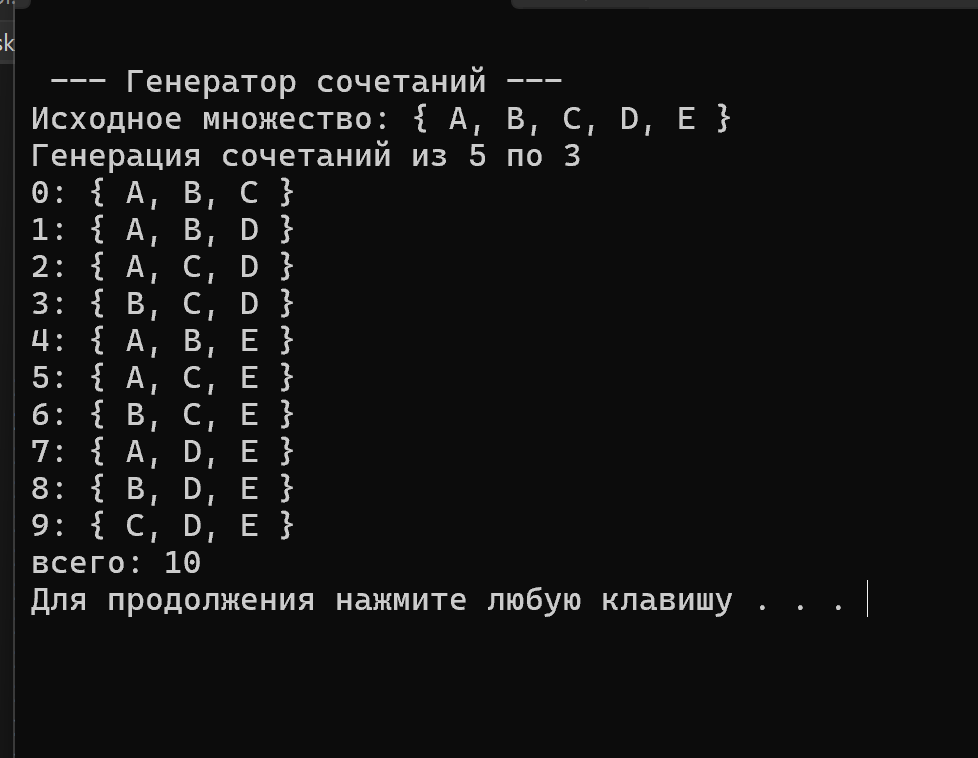 --- Генератор сочетаний ---
Исходное множество: { A, B, C, D, E }
Генерация сочетаний из 5 по 3
0: { A, B, C }
1: { A, B, D }
2: { A, C, D }
3: { B, C, D }
4: { A, B, E }
5: { A, C, E }
6: { B, C, E }
7: { A, D, E }
8: { B, D, E }
9: { C, D, E }
всего: 10
Для продолжения нажмите любую клавишу . . .